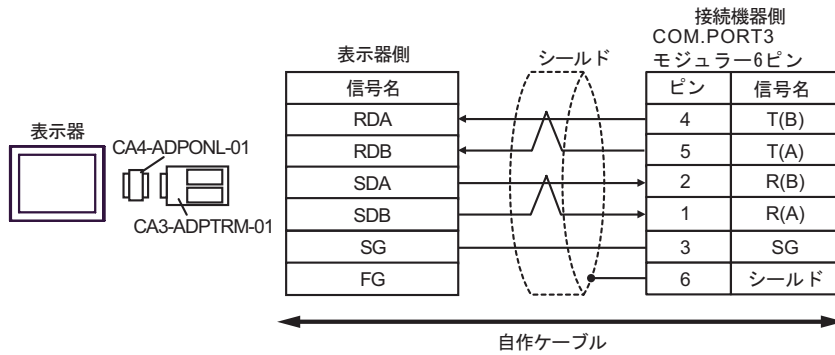 接続機器側
COM.PORT3
モジュラー6ピン
表示器側
シールド
信号名
ピン 信号名
RDA 4 T(B)
RDB 5 T(A)
SDA 2 R(B)
SDB 1 R(A)
SG 3 SG
FG 6 シールド
表示器
CA4-ADPONL-01
CA3-ADPTRM-01
自作ケーブル